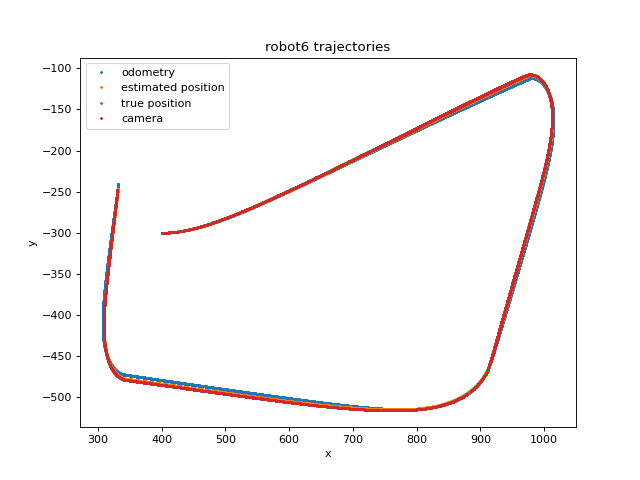 robot6 trajectories
odometry
estimated position
true position
camera
−100
−150
−200
−250
−300
−350
−400
−450
−500
y
300 400 500 600 700 800 900 1000
x